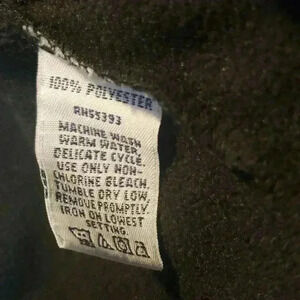 100% POLYESTER
RN55393
MACHINE WASH
WARM WATER,
DELICATE CYCLE.
USE ONLY NON-
CHLORINE BLEACH.
TUMBLE DRY LOW,
REMOVE PROMPTLY.
IRON ON LOWEST
SETTING.